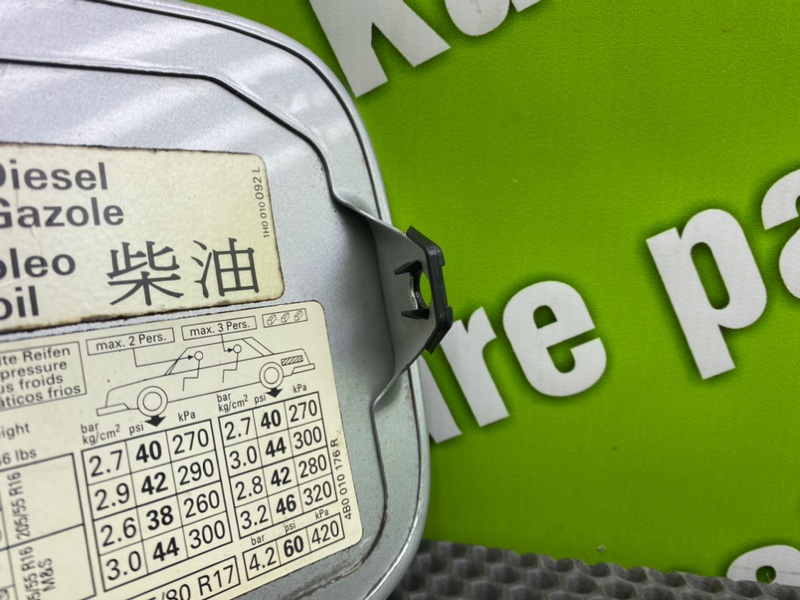 Diesel
Gazole
oleo
oil
柴油
1H0 010 092 L
lte Reifen
pressure
us froids
áticos frios
max. 2 Pers.
max. 3 Pers.
bar psi kPa
kg/cm²
2.7 40 270
2.9 42 290
2.6 38 260
3.0 44 300
bar psi kPa
kg/cm²
2.7 40 270
3.0 44 300
2.8 42 280
3.2 46 320
bar psi kPa
4.2 60 420
eight
6 lbs
205/55 R16
5/55 R16
M&S
/80 R17
4B0 010 176 R
are pa